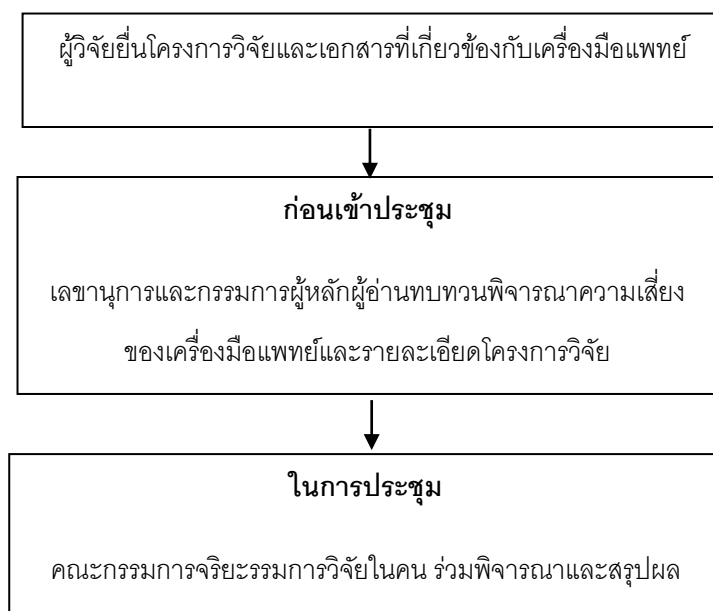 ผู้วิจัยยื่นโครงการวิจัยและเอกสารที่เกี่ยวข้องกับเครื่องมือแพทย์
ก่อนเข้าประชุม
เลขานุการและกรรมการผู้หลักผู้อ่านทบทวนพิจารณาความเสี่ยง
ของเครื่องมือแพทย์และรายละเอียดโครงการวิจัย
ในการประชุม
คณะกรรมการจริยะรรมการวิจัยในคน ร่วมพิจารณาและสรุปผล